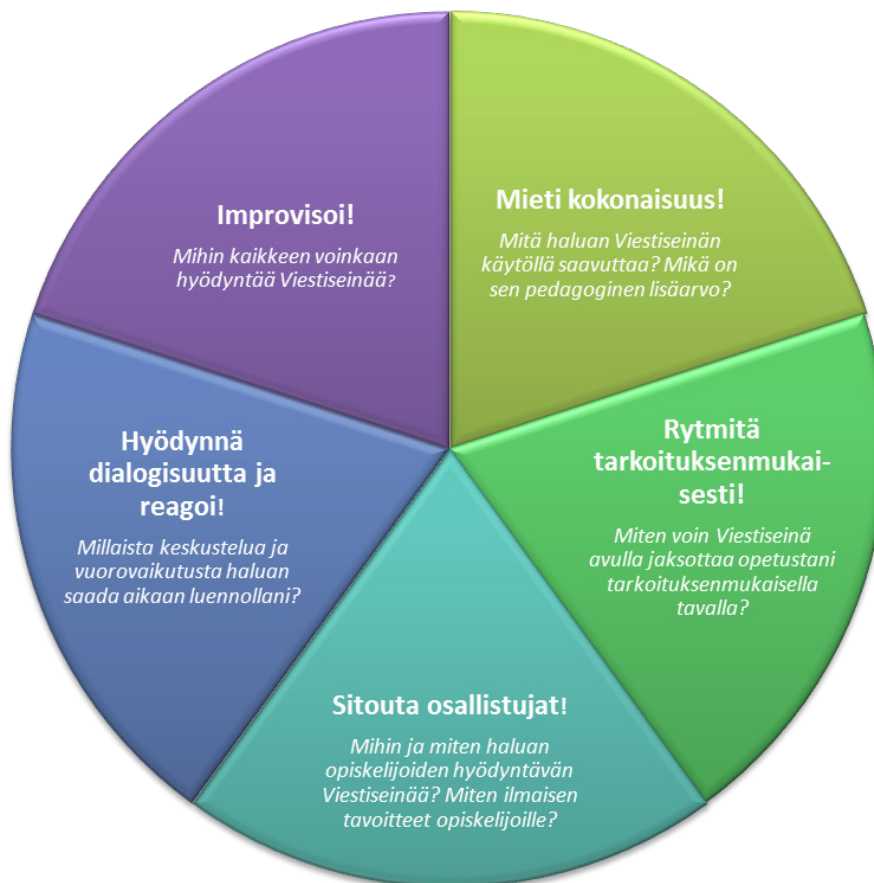 Mieti kokonaisuus!
Mitä haluan Viestiseinän
käytöllä saavuttaa? Mikä on
sen pedagoginen lisäarvo?
Rytmitä
tarkoituksenmukai-
sesti!
Miten voin Viestiseinä
avulla jaksottaa opetustani
tarkoituksenmukaisella
tavalla?
Sitouta osallistujat!
Mihin ja miten haluan
opiskelijoiden hyödyntävän
Viestiseinää? Miten ilmaisen
tavoitteet opiskelijoille?
Hyödynnä
dialogisuutta ja
reagoi!
Millaista keskustelua ja
vuorovaikutusta haluan
saada aikaan luennollani?
Improvisoi!
Mihin kaikkeen voinkaan
hyödyntää Viestiseinää?